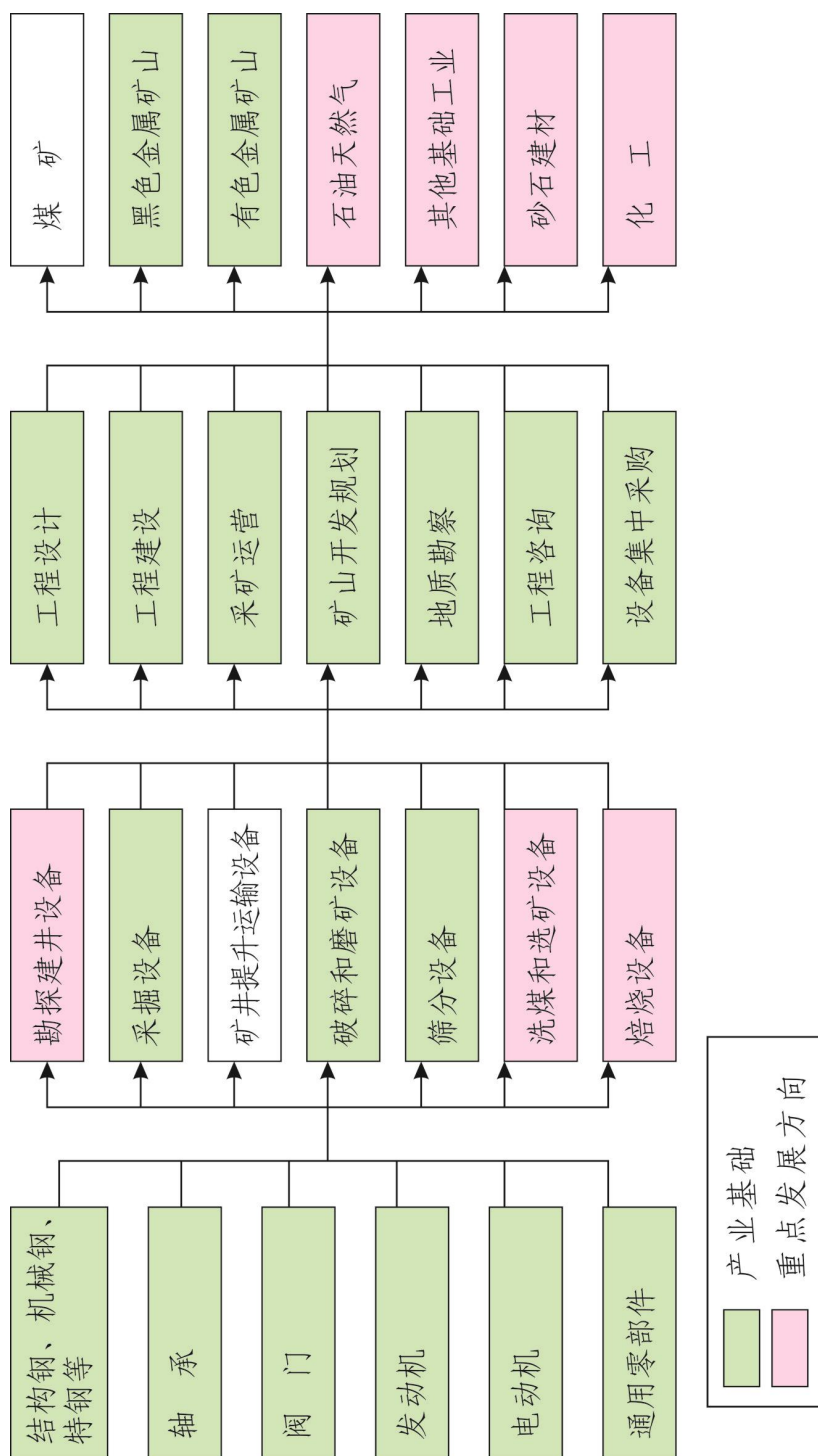 结构钢、机械钢、
特钢等
轴 承
阀 门
发动机
电动机
通用零部件
勘探建井设备
采掘设备
矿井提升运输设备
破碎和磨矿设备
筛分设备
洗煤和选矿设备
焙烧设备
工程设计
工程建设
采矿运营
矿山开发规划
地质勘察
工程咨询
设备集中采购
煤 矿
黑色金属矿山
有色金属矿山
石油天然气
其他基础工业
砂石建材
化 工
产业基础
重点发展方向